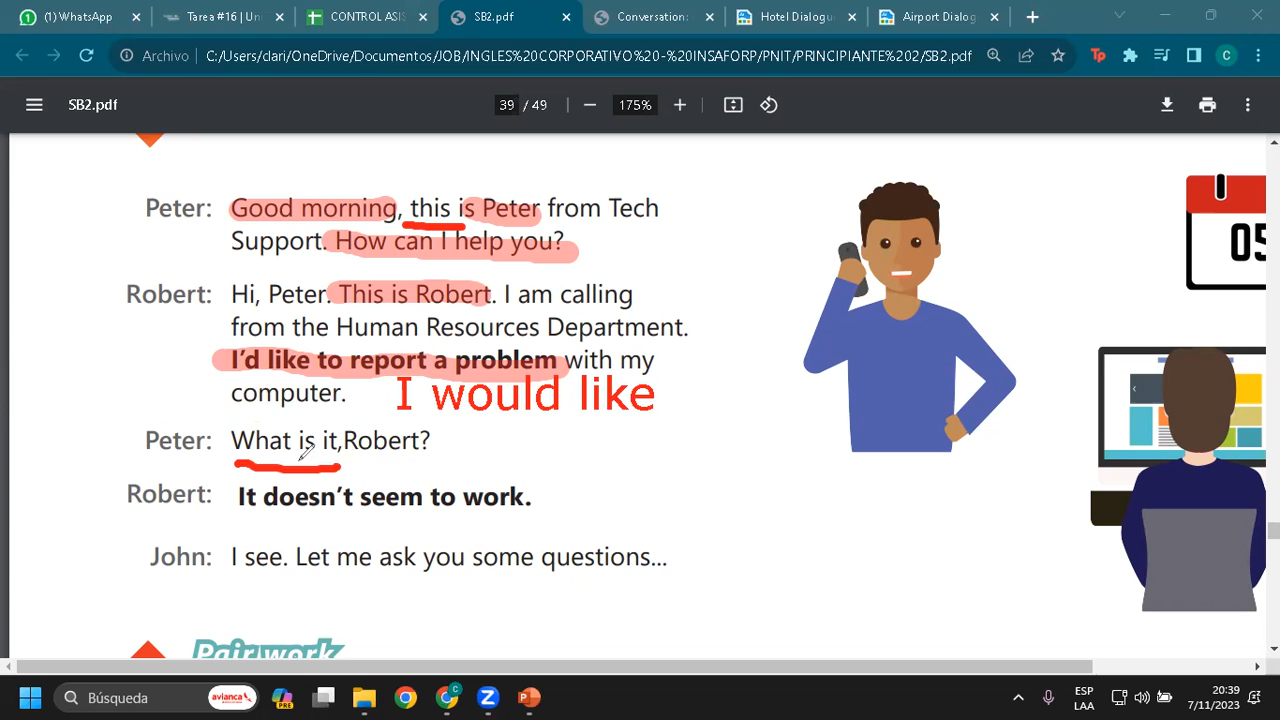 (1) WhatsApp
Tarea #16 | Uni
CONTROL ASIS
SB2.pdf
Conversation:
Hotel Dialogue
Airport Dialog
Archivo
C:/Users/clari/OneDrive/Documentos/JOB/INGLES%20CORPORATIVO%20-%20INSAFORP/PNIT/PRINCIPIANTE%202/SB2.pdf
C
SB2.pdf
39 / 49
175%
Peter: Good morning, this is Peter from Tech
Support. How can I help you?
Robert: Hi, Peter. This is Robert. I am calling
from the Human Resources Department.
I'd like to report a problem with my
computer.
I would like
Peter: What is it,Robert?
Robert: It doesn't seem to work.
John: I see. Let me ask you some questions...
Pair work
05
Búsqueda
avianca
PRE
C
ESP
LAA
20:39
7/11/2023